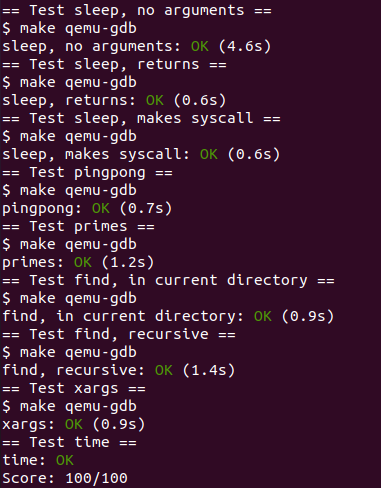 == Test sleep, no arguments ==
$ make qemu-gdb
sleep, no arguments: OK (4.6s)
== Test sleep, returns ==
$ make qemu-gdb
sleep, returns: OK (0.6s)
== Test sleep, makes syscall ==
$ make qemu-gdb
sleep, makes syscall: OK (0.6s)
== Test pingpong ==
$ make qemu-gdb
pingpong: OK (0.7s)
== Test primes ==
$ make qemu-gdb
primes: OK (1.2s)
== Test find, in current directory ==
$ make qemu-gdb
find, in current directory: OK (0.9s)
== Test find, recursive ==
$ make qemu-gdb
find, recursive: OK (1.4s)
== Test xargs ==
$ make qemu-gdb
xargs: OK (0.9s)
== Test time ==
time: OK
Score: 100/100